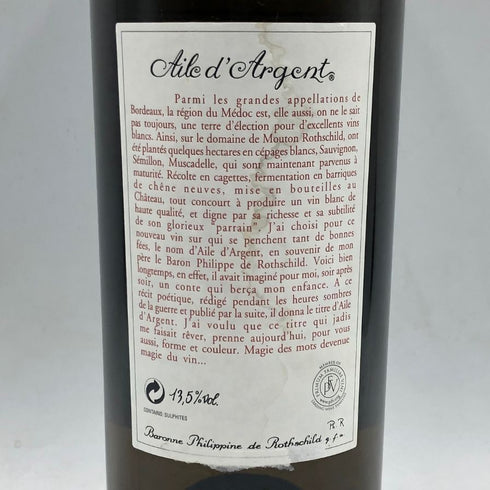 Aile d'Argent®
Parmi les grandes appellations de
Bordeaux, la région du Médoc est, elle aussi, on ne le sait
pas toujours, une terre d'élection pour d'excellents vins
blancs. Ainsi, sur le domaine de Mouton Rothschild, ont
été plantés quelques hectares en cépages blancs, Sauvignon,
Sémillon, Muscadelle, qui sont maintenant parvenus à
maturité. Récolte en cagettes, fermentation en barriques
de chêne neuves, mise en bouteilles au
Château, tout concourt à produire un vin blanc de
haute qualité, et digne par sa richesse et sa subtilité
de son glorieux "parrain". J'ai choisi pour ce
nouveau vin sur qui se penchent tant de bonnes
fées, le nom d'Aile d'Argent, en souvenir de mon
père le Baron Philippe de Rothschild. Voici bien
longtemps, en effet, il avait imaginé pour moi, soir après
soir, un conte qui berça mon enfance. A ce
récit poétique, rédigé pendant les heures sombres
de la guerre et publié par la suite, il donna le titre d'Aile
d'Argent. J'ai voulu que ce titre qui jadis
me faisait rêver, prenne aujourd'hui, pour vous
aussi, forme et couleur. Magie des mots devenue
magie du vin...
13,5% vol.
CONTAINS SULPHITES
MEMBER OF
PFV
Ph. R
Baronne Philippine de Rothschild g.f.a